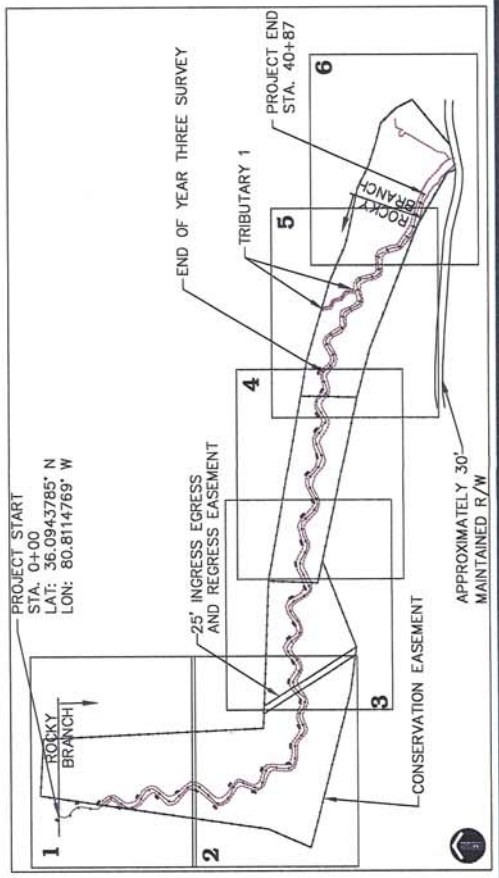 PROJECT START
STA. 0+00
LAT: 36.0943785° N
LON: 80.8114769° W
1
ROCKY
BRANCH
2
25' INGRESS EGRESS
AND REGRESS EASEMENT
3
CONSERVATION EASEMENT
4
END OF YEAR THREE SURVEY
TRIBUTARY 1
5
ROCKY
BRANCH
PROJECT END
STA. 40+87
6
APPROXIMATELY 30'
MAINTAINED R/W